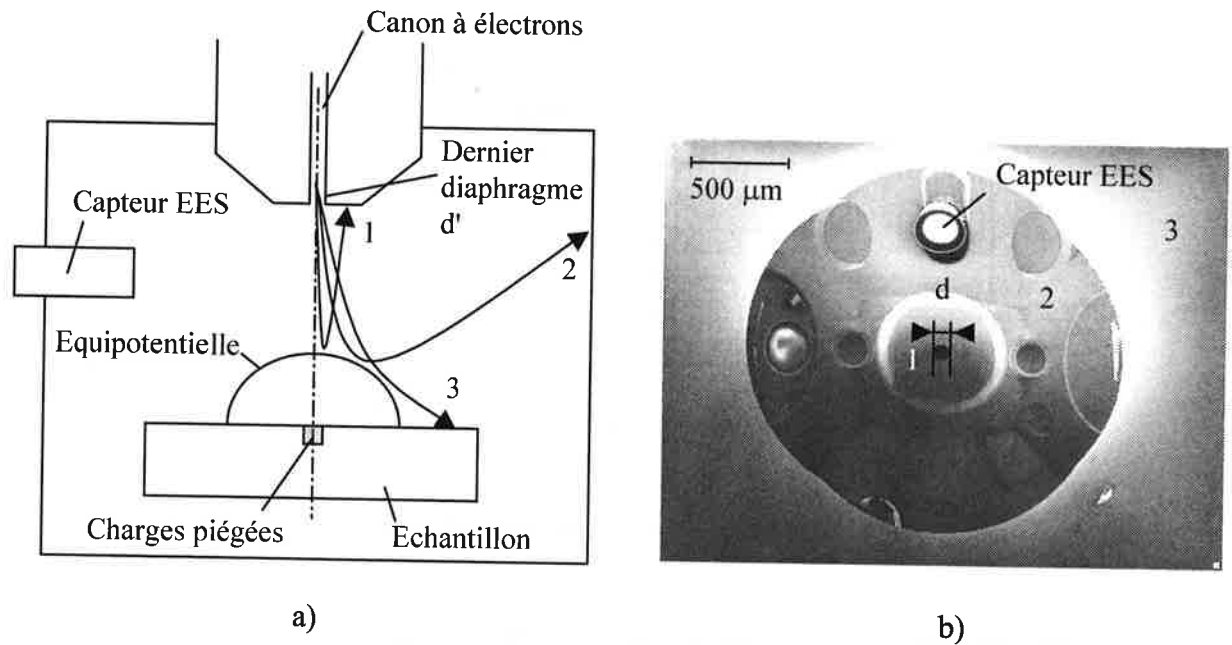 Canon à électrons
Dernier
diaphragme
d'
Capteur EES
1
2
Equipotentielle
3
Charges piégées
Echantillon
a)
500 µm
Capteur EES
3
d
2
1
b)